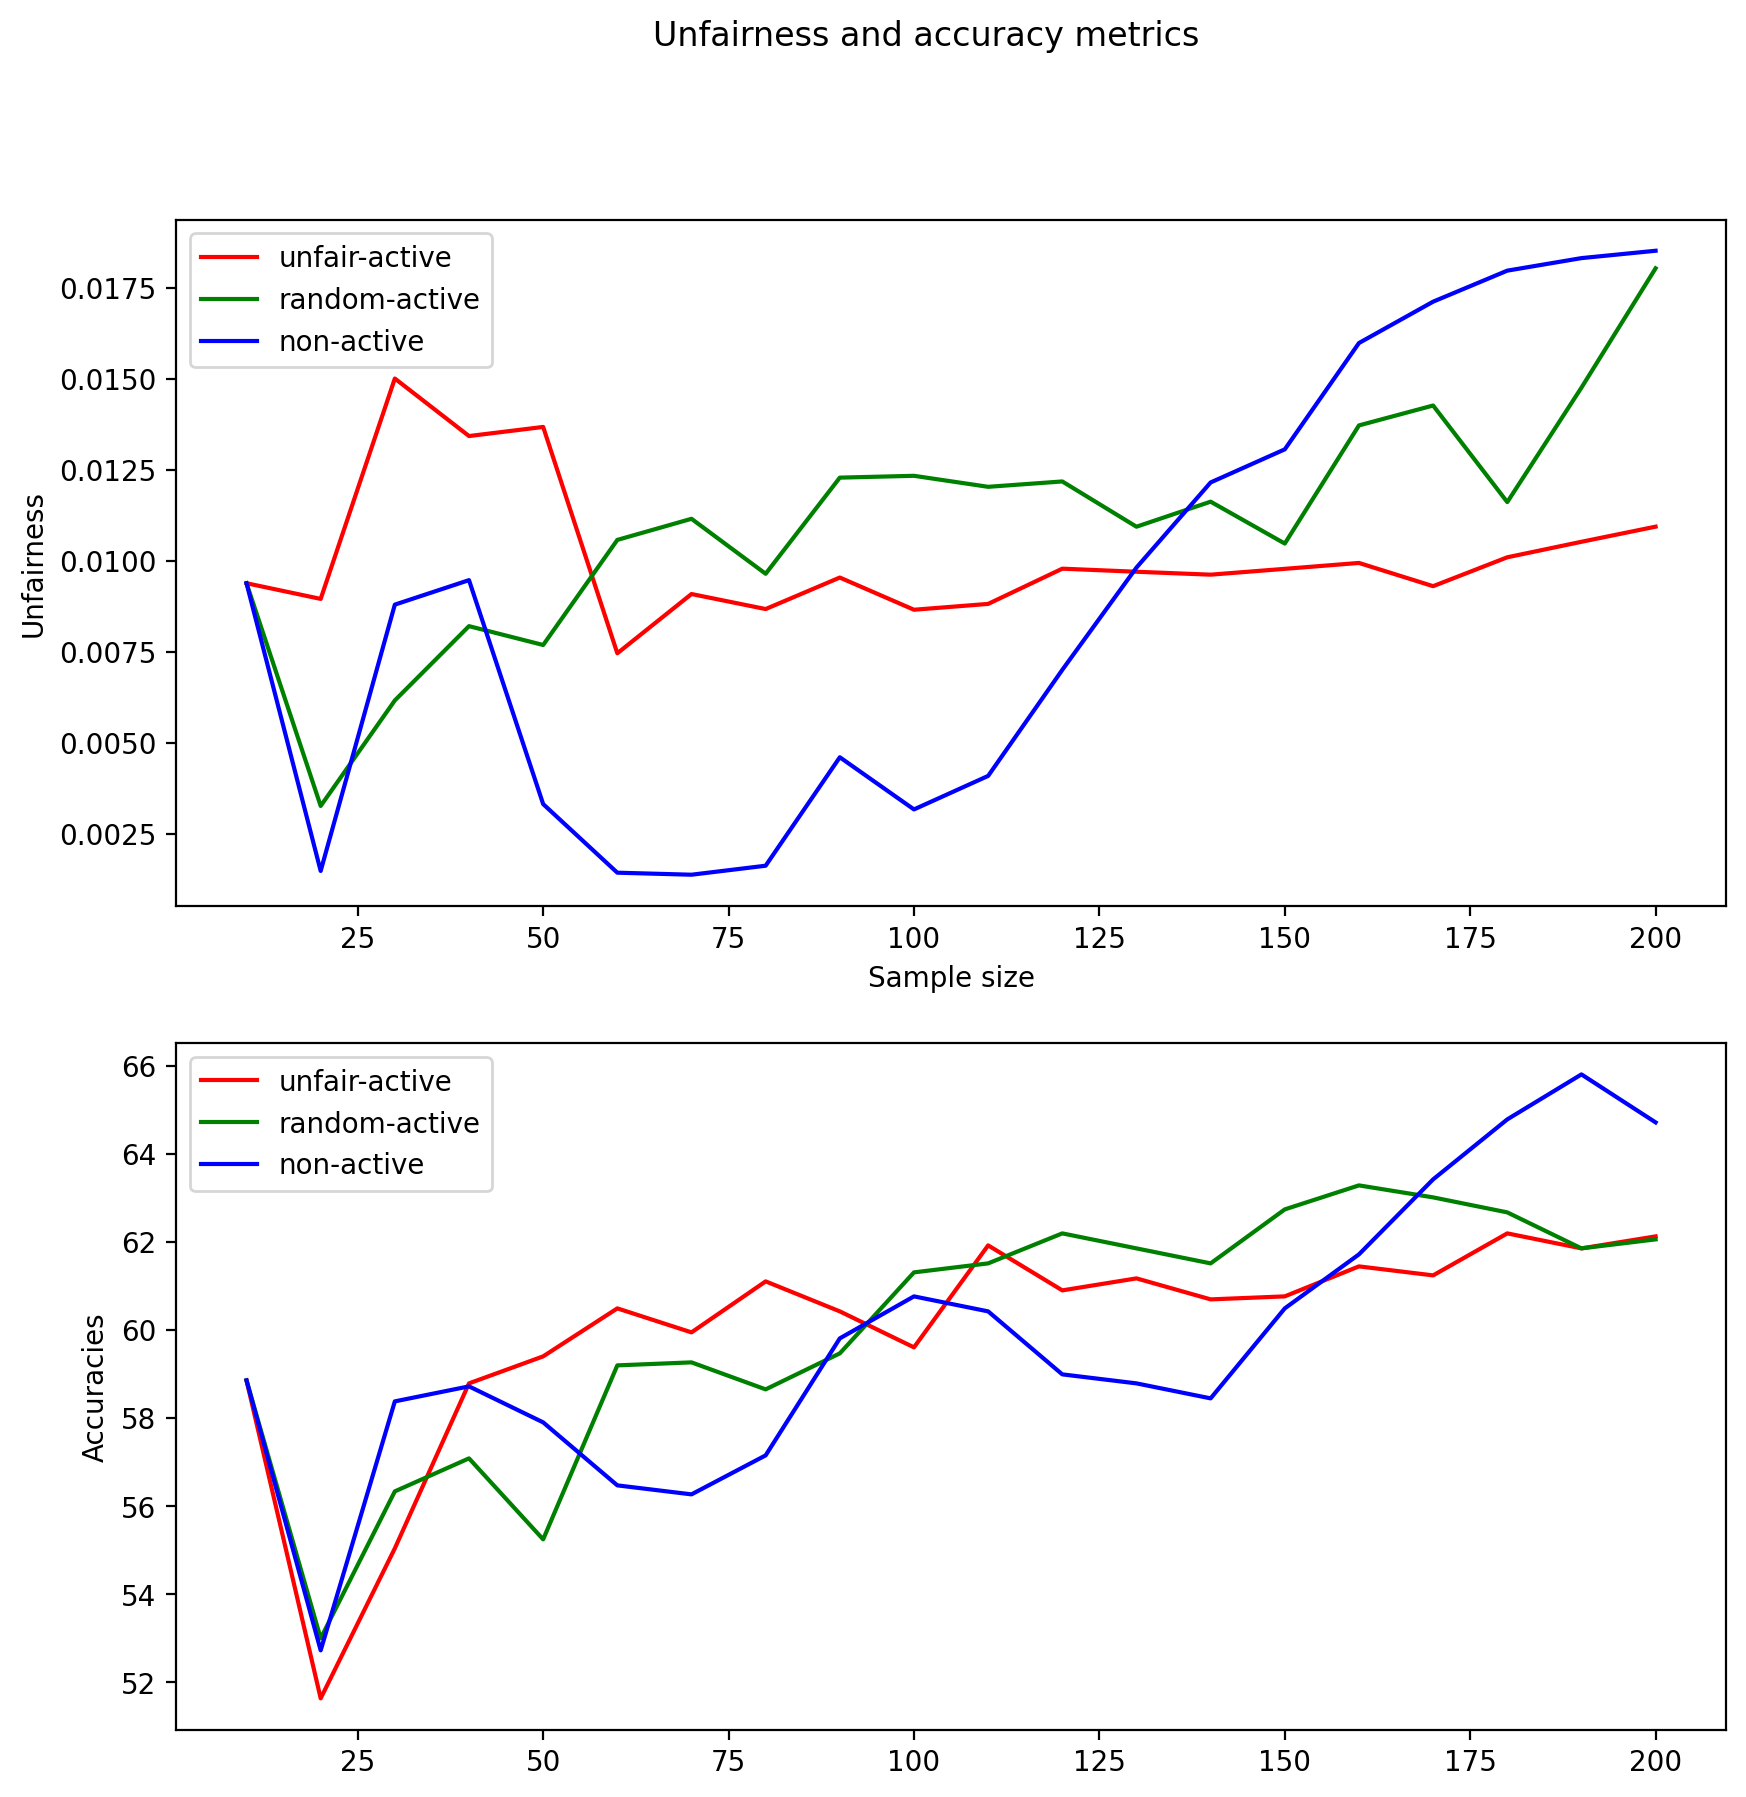 Unfairness and accuracy metrics
unfair-active
random-active
non-active
0.0175
0.0150
0.0125
0.0100
0.0075
0.0050
0.0025
Unfairness
25 50 75 100 125 150 175 200
Sample size
unfair-active
random-active
non-active
66
64
62
60
58
56
54
52
Accuracies
25 50 75 100 125 150 175 200